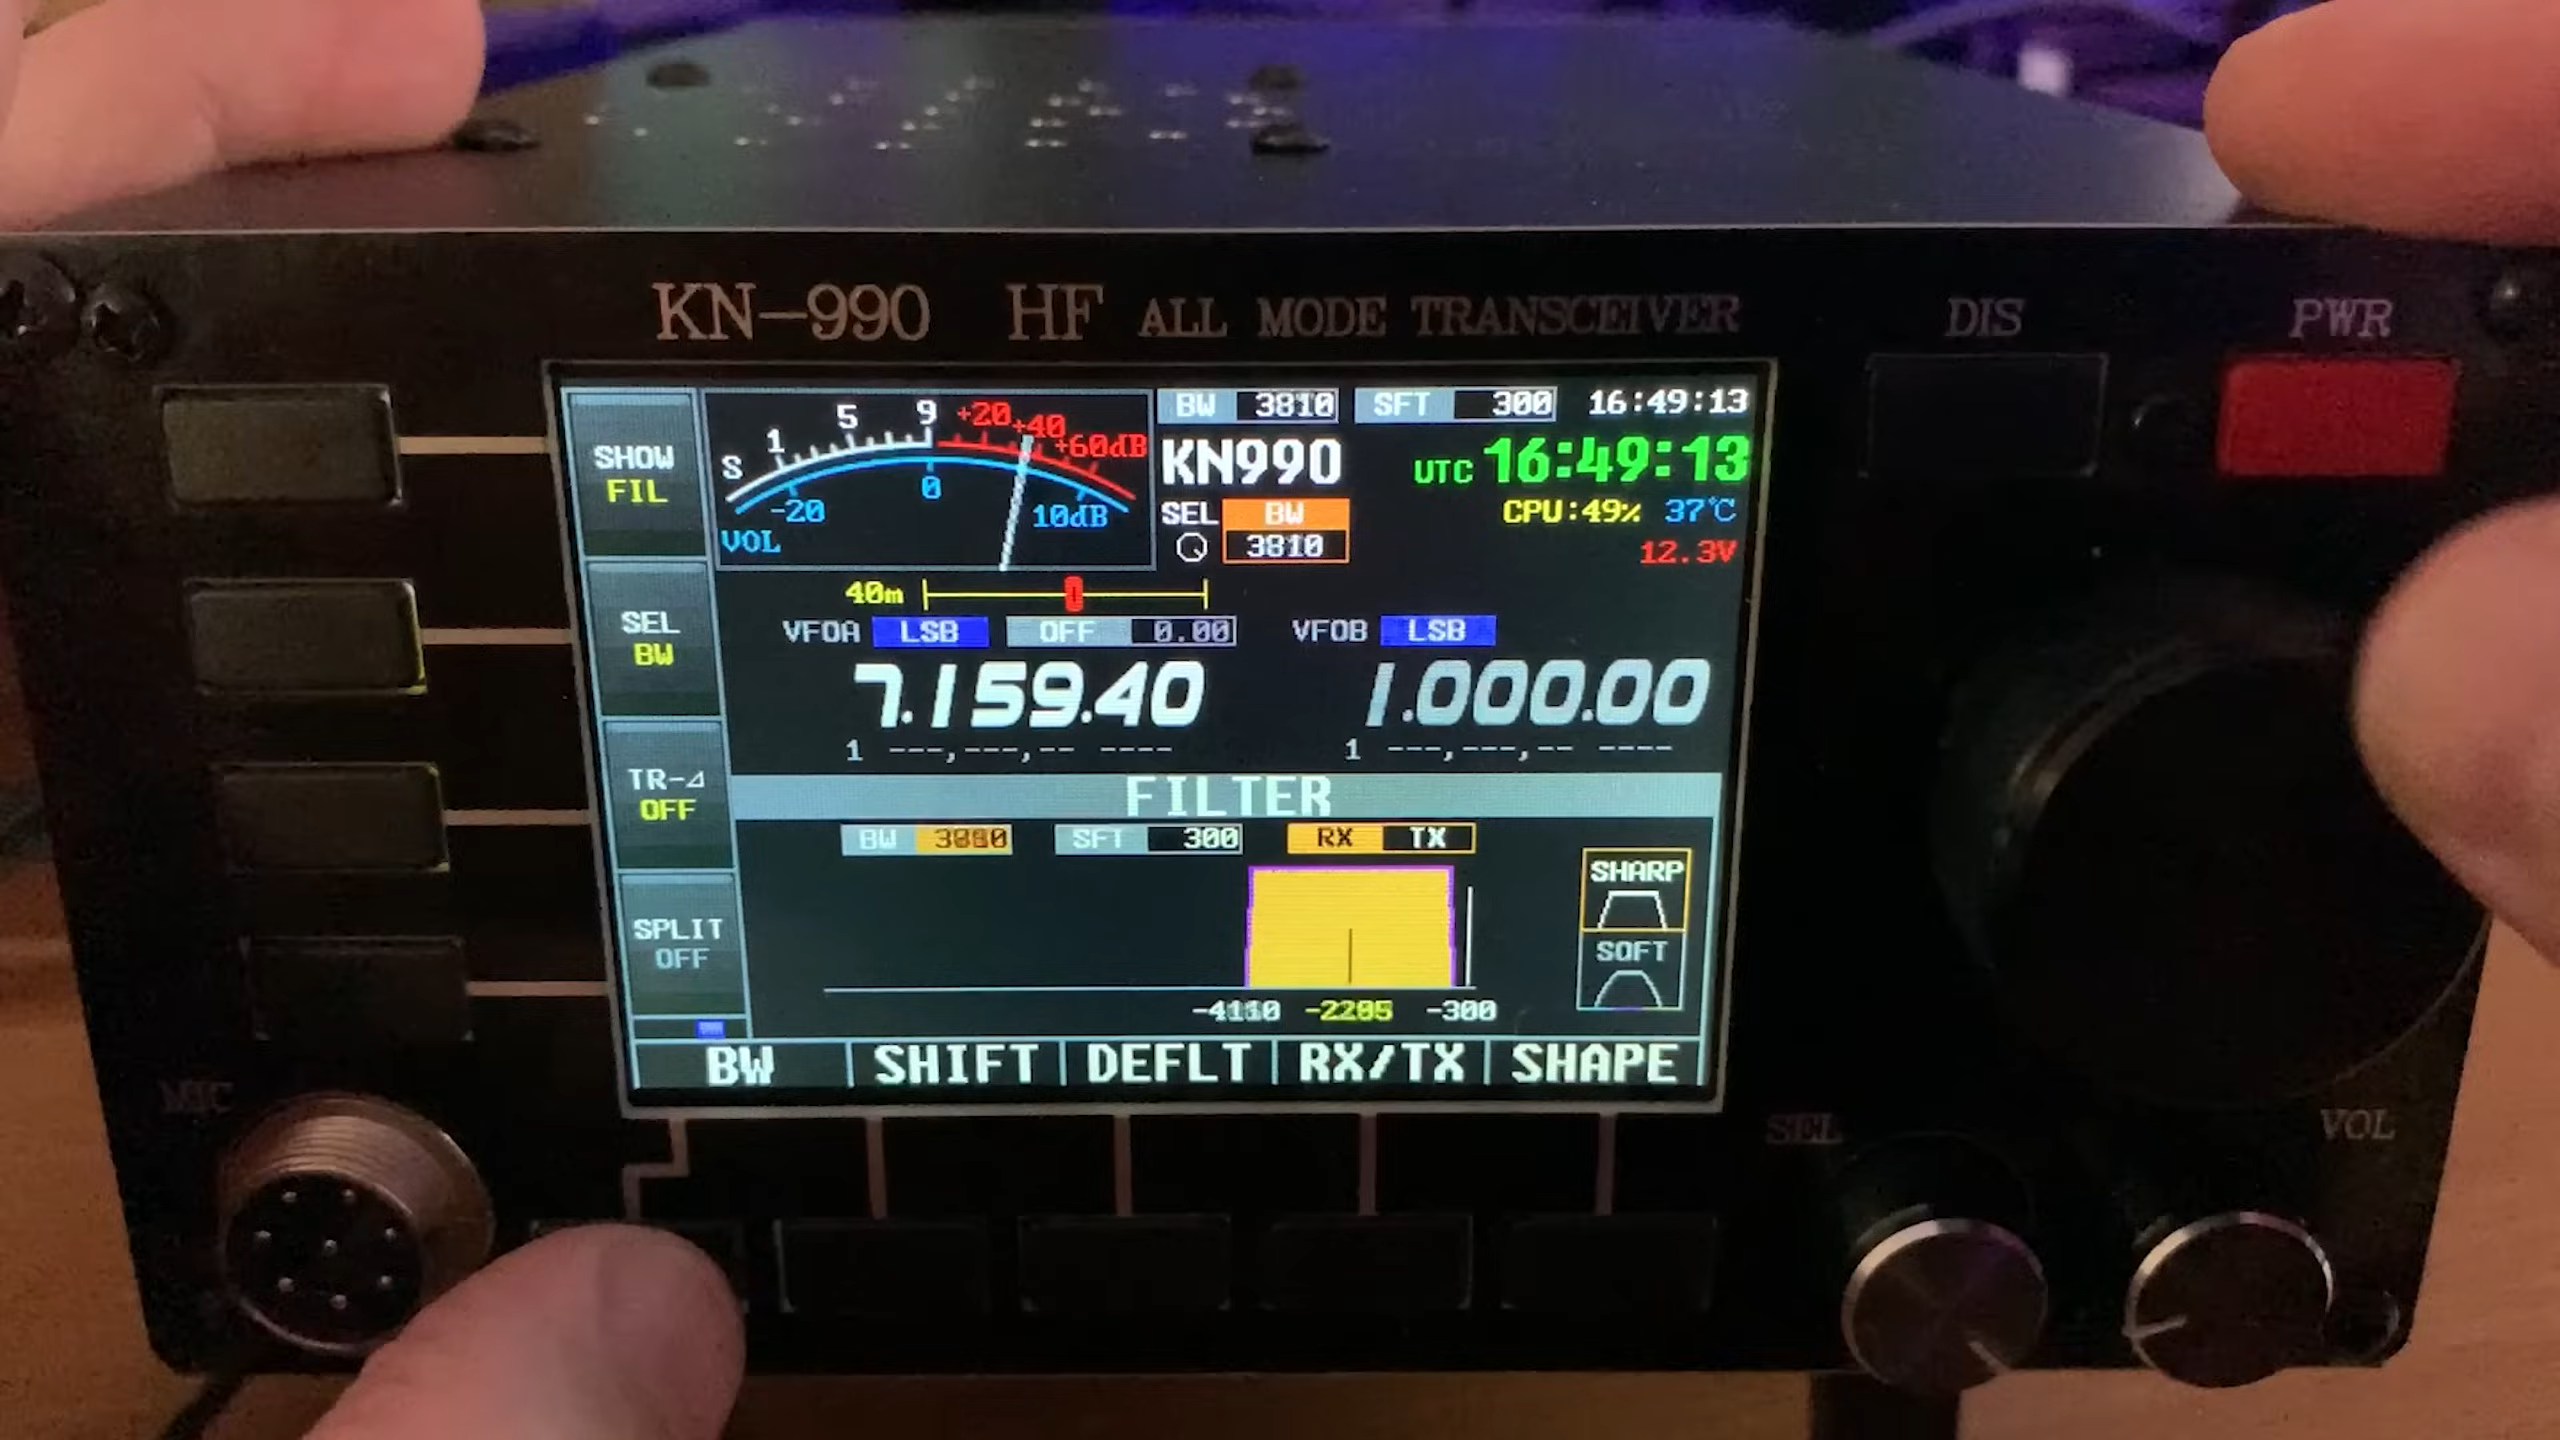 KN-990 HF ALL MODE TRANSCEIVER
DIS
PWR
SHOW
FIL
SEL
BW
TR-⊿
OFF
SPLIT
OFF
S 1 5 9 +20 +40 +60dB
-20 0 10dB
VOL
BW 3810 SFT 300 16:49:13
KN990 UTC 16:49:13
SEL BW CPU:49% 37°C
3810 12.3V
40m
VFOA LSB OFF 0.00 VFOB LSB
7.159.40 1.000.00
1 ---,---,-- ---- 1 ---,---,-- ----
FILTER
BW SFT 300 RX TX
SHARP
SOFT
-2205 -300
BW SHIFT DEFLT RX/TX SHAPE
MIC
SEL
VOL